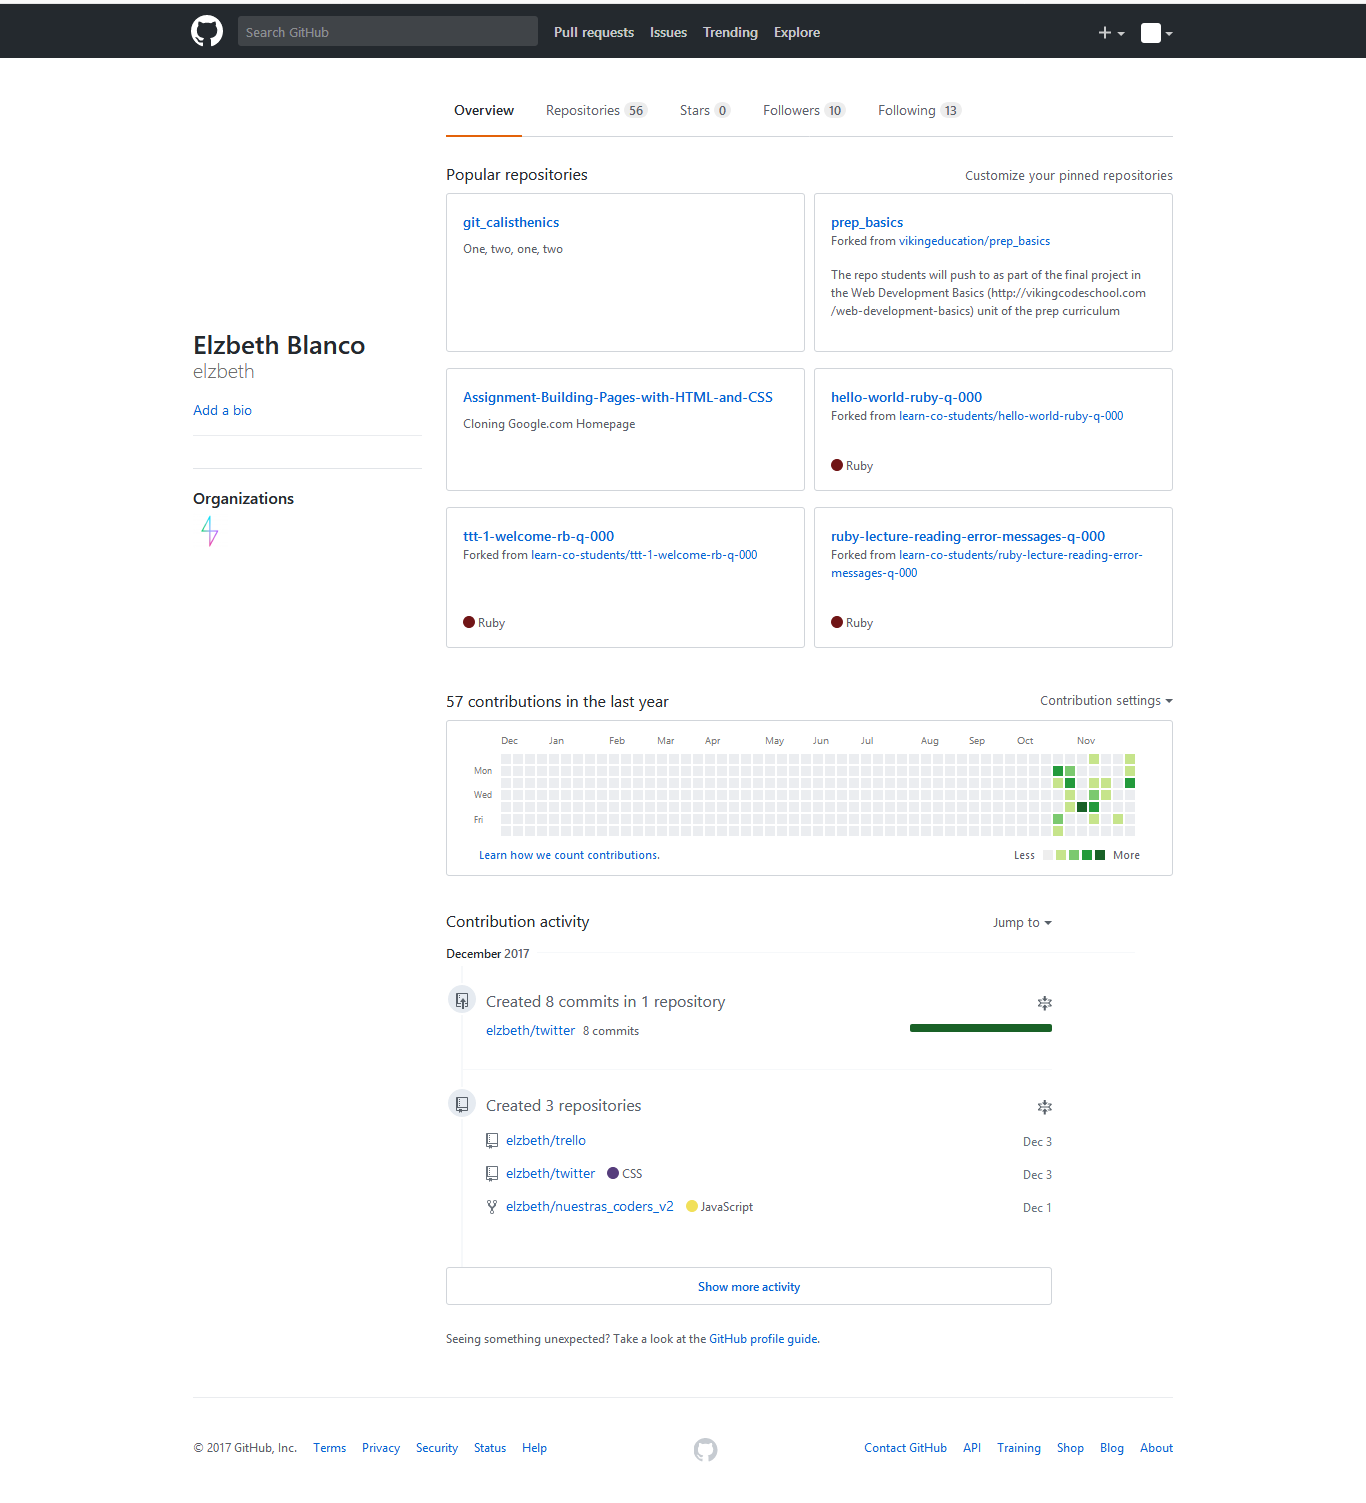 Search GitHub Pull requests Issues Trending Explore
Overview Repositories 56 Stars 0 Followers 10 Following 13
Popular repositories Customize your pinned repositories
git_calisthenics
One, two, one, two
prep_basics
Forked from vikingeducation/prep_basics
The repo students will push to as part of the final project in
the Web Development Basics (http://vikingcodeschool.com
/web-development-basics) unit of the prep curriculum
Elzbeth Blanco
elzbeth
Add a bio
Organizations
Assignment-Building-Pages-with-HTML-and-CSS
Cloning Google.com Homepage
hello-world-ruby-q-000
Forked from learn-co-students/hello-world-ruby-q-000
Ruby
ttt-1-welcome-rb-q-000
Forked from learn-co-students/ttt-1-welcome-rb-q-000
Ruby
ruby-lecture-reading-error-messages-q-000
Forked from learn-co-students/ruby-lecture-reading-error-
messages-q-000
Ruby
57 contributions in the last year Contribution settings
Dec Jan Feb Mar Apr May Jun Jul Aug Sep Oct Nov
Mon
Wed
Fri
Learn how we count contributions. Less More
Contribution activity Jump to
December 2017
Created 8 commits in 1 repository
elzbeth/twitter 8 commits
Created 3 repositories
elzbeth/trello Dec 3
elzbeth/twitter CSS Dec 3
elzbeth/nuestras_coders_v2 JavaScript Dec 1
Show more activity
Seeing something unexpected? Take a look at the GitHub profile guide.
© 2017 GitHub, Inc. Terms Privacy Security Status Help Contact GitHub API Training Shop Blog About